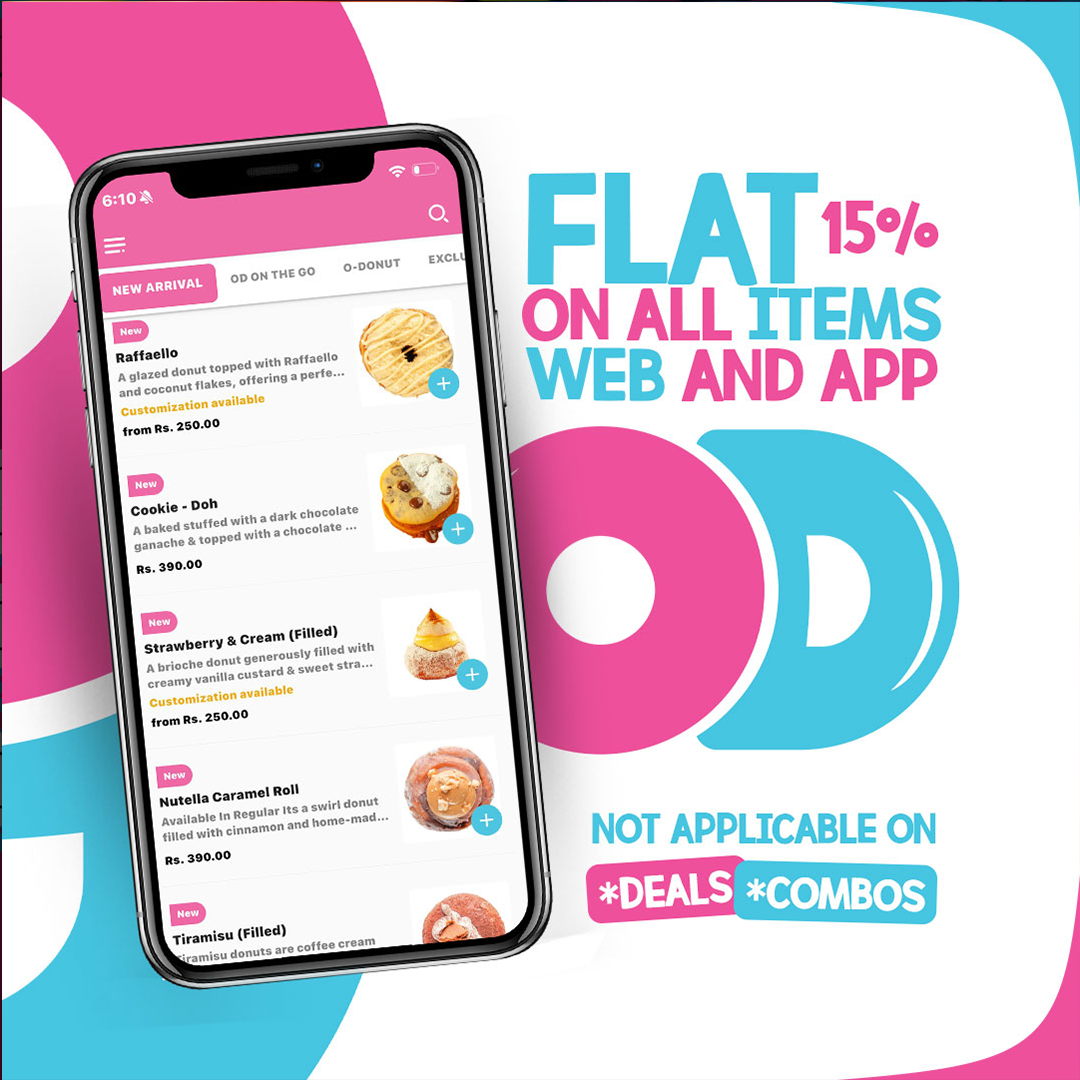 6:10
NEW ARRIVAL
OD ON THE GO
O-DONUT
EXCLU
New
Raffaello
A glazed donut topped with Raffaello
and coconut flakes, offering a perfe...
Customization available
from Rs. 250.00
New
Cookie - Doh
A baked stuffed with a dark chocolate
ganache & topped with a chocolate ...
Rs. 390.00
New
Strawberry & Cream (Filled)
A brioche donut generously filled with
creamy vanilla custard & sweet stra...
Customization available
from Rs. 250.00
New
Nutella Caramel Roll
Available In Regular Its a swirl donut
filled with cinnamon and home-mad...
Rs. 390.00
New
Tiramisu (Filled)
Tiramisu donuts are coffee cream
FLAT 15%
ON ALL ITEMS
WEB AND APP
OD
NOT APPLICABLE ON
*DEALS *COMBOS